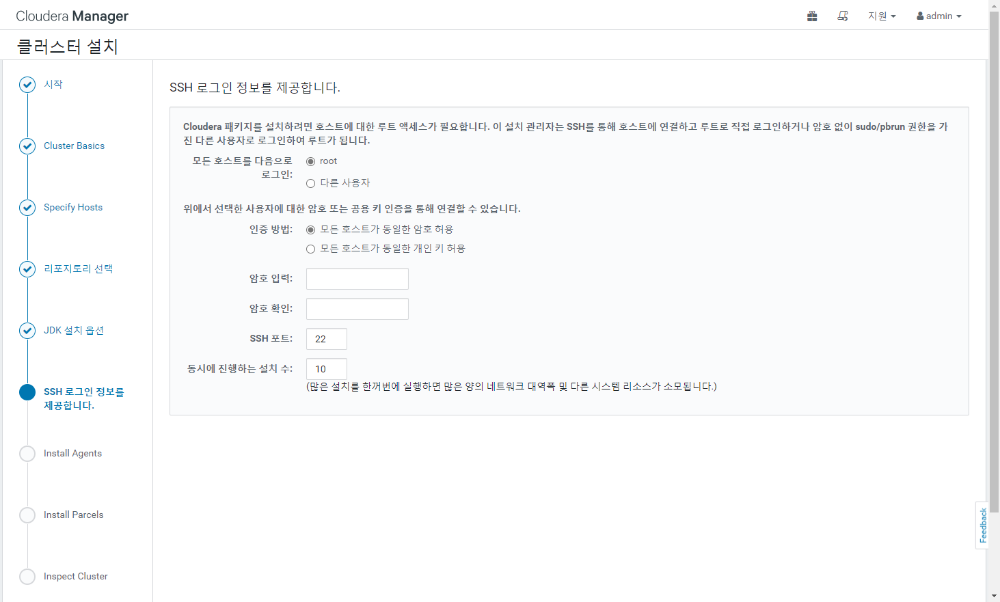 Cloudera Manager
지원
admin
클러스터 설치
시작
Cluster Basics
Specify Hosts
리포지토리 선택
JDK 설치 옵션
SSH 로그인 정보를
제공합니다.
Install Agents
Install Parcels
Inspect Cluster
SSH 로그인 정보를 제공합니다.
Cloudera 패키지를 설치하려면 호스트에 대한 루트 액세스가 필요합니다. 이 설치 관리자는 SSH를 통해 호스트에 연결하고 루트로 직접 로그인하거나 암호 없이 sudo/pbrun 권한을 가
진 다른 사용자로 로그인하여 루트가 됩니다.
모든 호스트를 다음으로
로그인:
root
다른 사용자
위에서 선택한 사용자에 대한 암호 또는 공용 키 인증을 통해 연결할 수 있습니다.
인증 방법:
모든 호스트가 동일한 암호 허용
모든 호스트가 동일한 개인 키 허용
암호 입력:
암호 확인:
SSH 포트:
22
동시에 진행하는 설치 수:
10
(많은 설치를 한꺼번에 실행하면 많은 양의 네트워크 대역폭 및 다른 시스템 리소스가 소모됩니다.)
Feedback